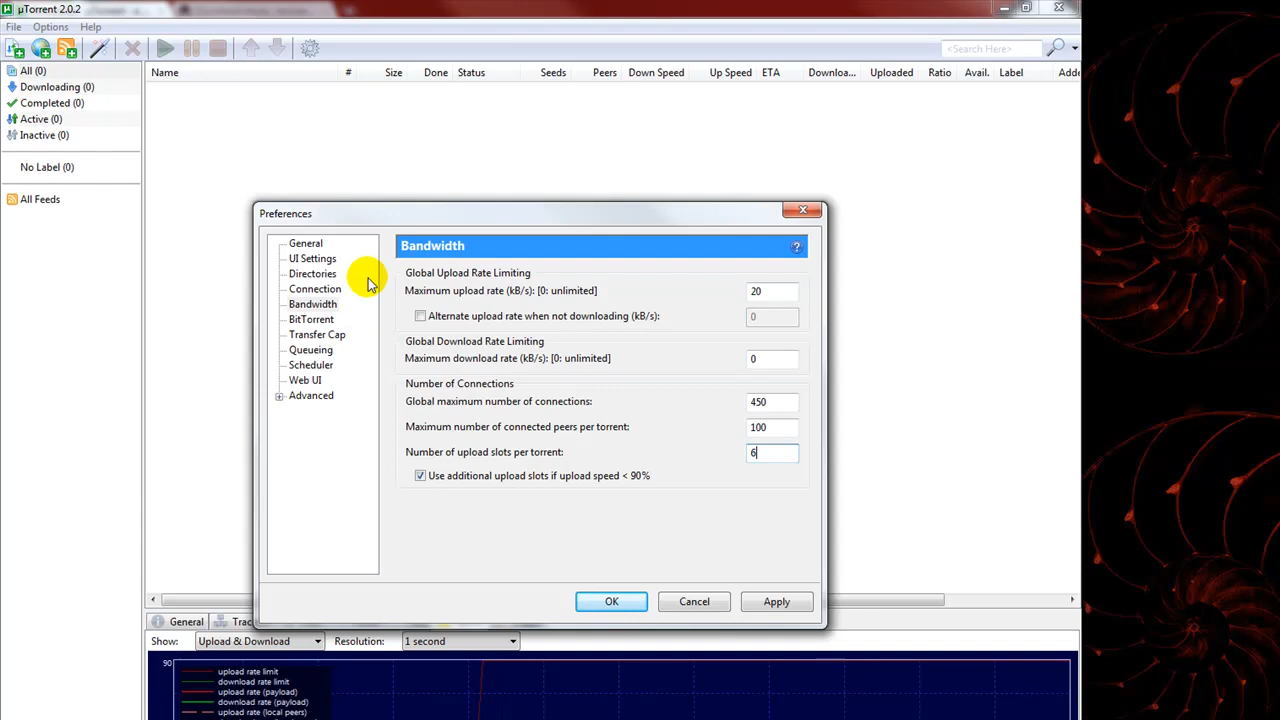 µTorrent 2.0.2
File Options Help
<Search Here>
All (0)
Downloading (0)
Completed (0)
Active (0)
Inactive (0)
No Label (0)
All Feeds
Name # Size Done Status Seeds Peers Down Speed Up Speed ETA Downloa... Uploaded Ratio Avail. Label Adde
Preferences
General
UI Settings
Directories
Connection
Bandwidth
BitTorrent
Transfer Cap
Queueing
Scheduler
Web UI
Advanced
Bandwidth
Global Upload Rate Limiting
Maximum upload rate (kB/s): [0: unlimited] 20
Alternate upload rate when not downloading (kB/s): 0
Global Download Rate Limiting
Maximum download rate (kB/s): [0: unlimited] 0
Number of Connections
Global maximum number of connections: 450
Maximum number of connected peers per torrent: 100
Number of upload slots per torrent: 6
Use additional upload slots if upload speed < 90%
OK Cancel Apply
General Trac
Show: Upload & Download Resolution: 1 second
90
upload rate limit
download rate limit
upload rate (payload)
download rate (payload)
upload rate (local peers)